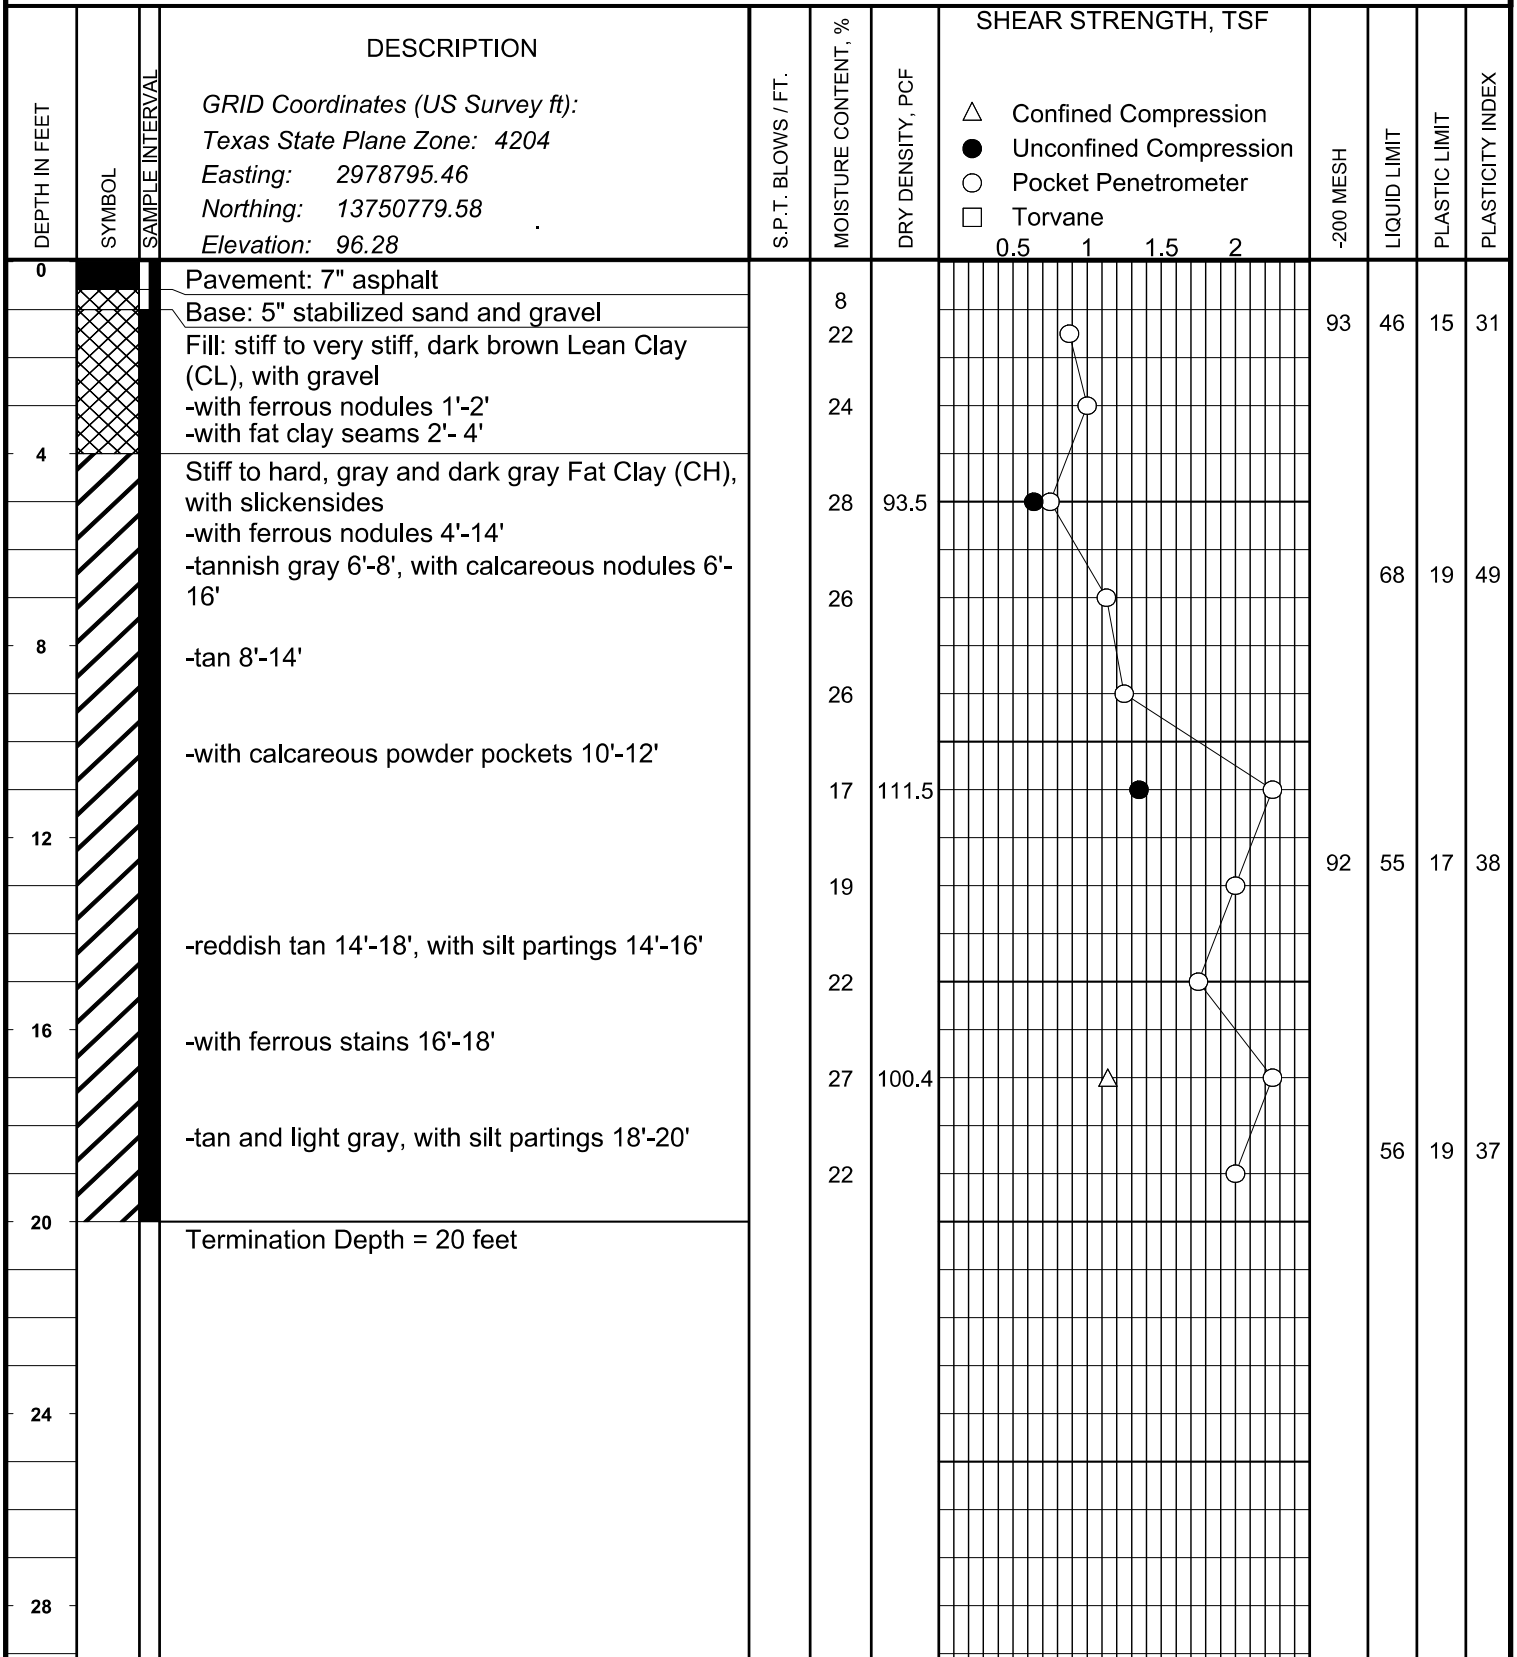 SHEAR STRENGTH, TSF
DESCRIPTION
DEPTH IN FEET
SYMBOL
SAMPLE INTERVAL
GRID Coordinates (US Survey ft):
Texas State Plane Zone: 4204
Easting: 2978795.46
Northing: 13750779.58
.
Elevation: 96.28
S.P.T. BLOWS / FT.
MOISTURE CONTENT, %
DRY DENSITY, PCF
Confined Compression
Unconfined Compression
Pocket Penetrometer
Torvane
0.5 1 1.5 2
-200 MESH
LIQUID LIMIT
PLASTIC LIMIT
PLASTICITY INDEX
0
Pavement: 7" asphalt
8
Base: 5" stabilized sand and gravel
93 46 15 31
22
Fill: stiff to very stiff, dark brown Lean Clay
(CL), with gravel
-with ferrous nodules 1'-2'
24
-with fat clay seams 2'- 4'
4
Stiff to hard, gray and dark gray Fat Clay (CH),
with slickensides
28 93.5
-with ferrous nodules 4'-14'
-tannish gray 6'-8', with calcareous nodules 6'-
68 19 49
16'
26
8
-tan 8'-14'
26
-with calcareous powder pockets 10'-12'
17 111.5
12
92 55 17 38
19
-reddish tan 14'-18', with silt partings 14'-16'
22
16
-with ferrous stains 16'-18'
27 100.4
-tan and light gray, with silt partings 18'-20'
56 19 37
22
20
Termination Depth = 20 feet
24
28